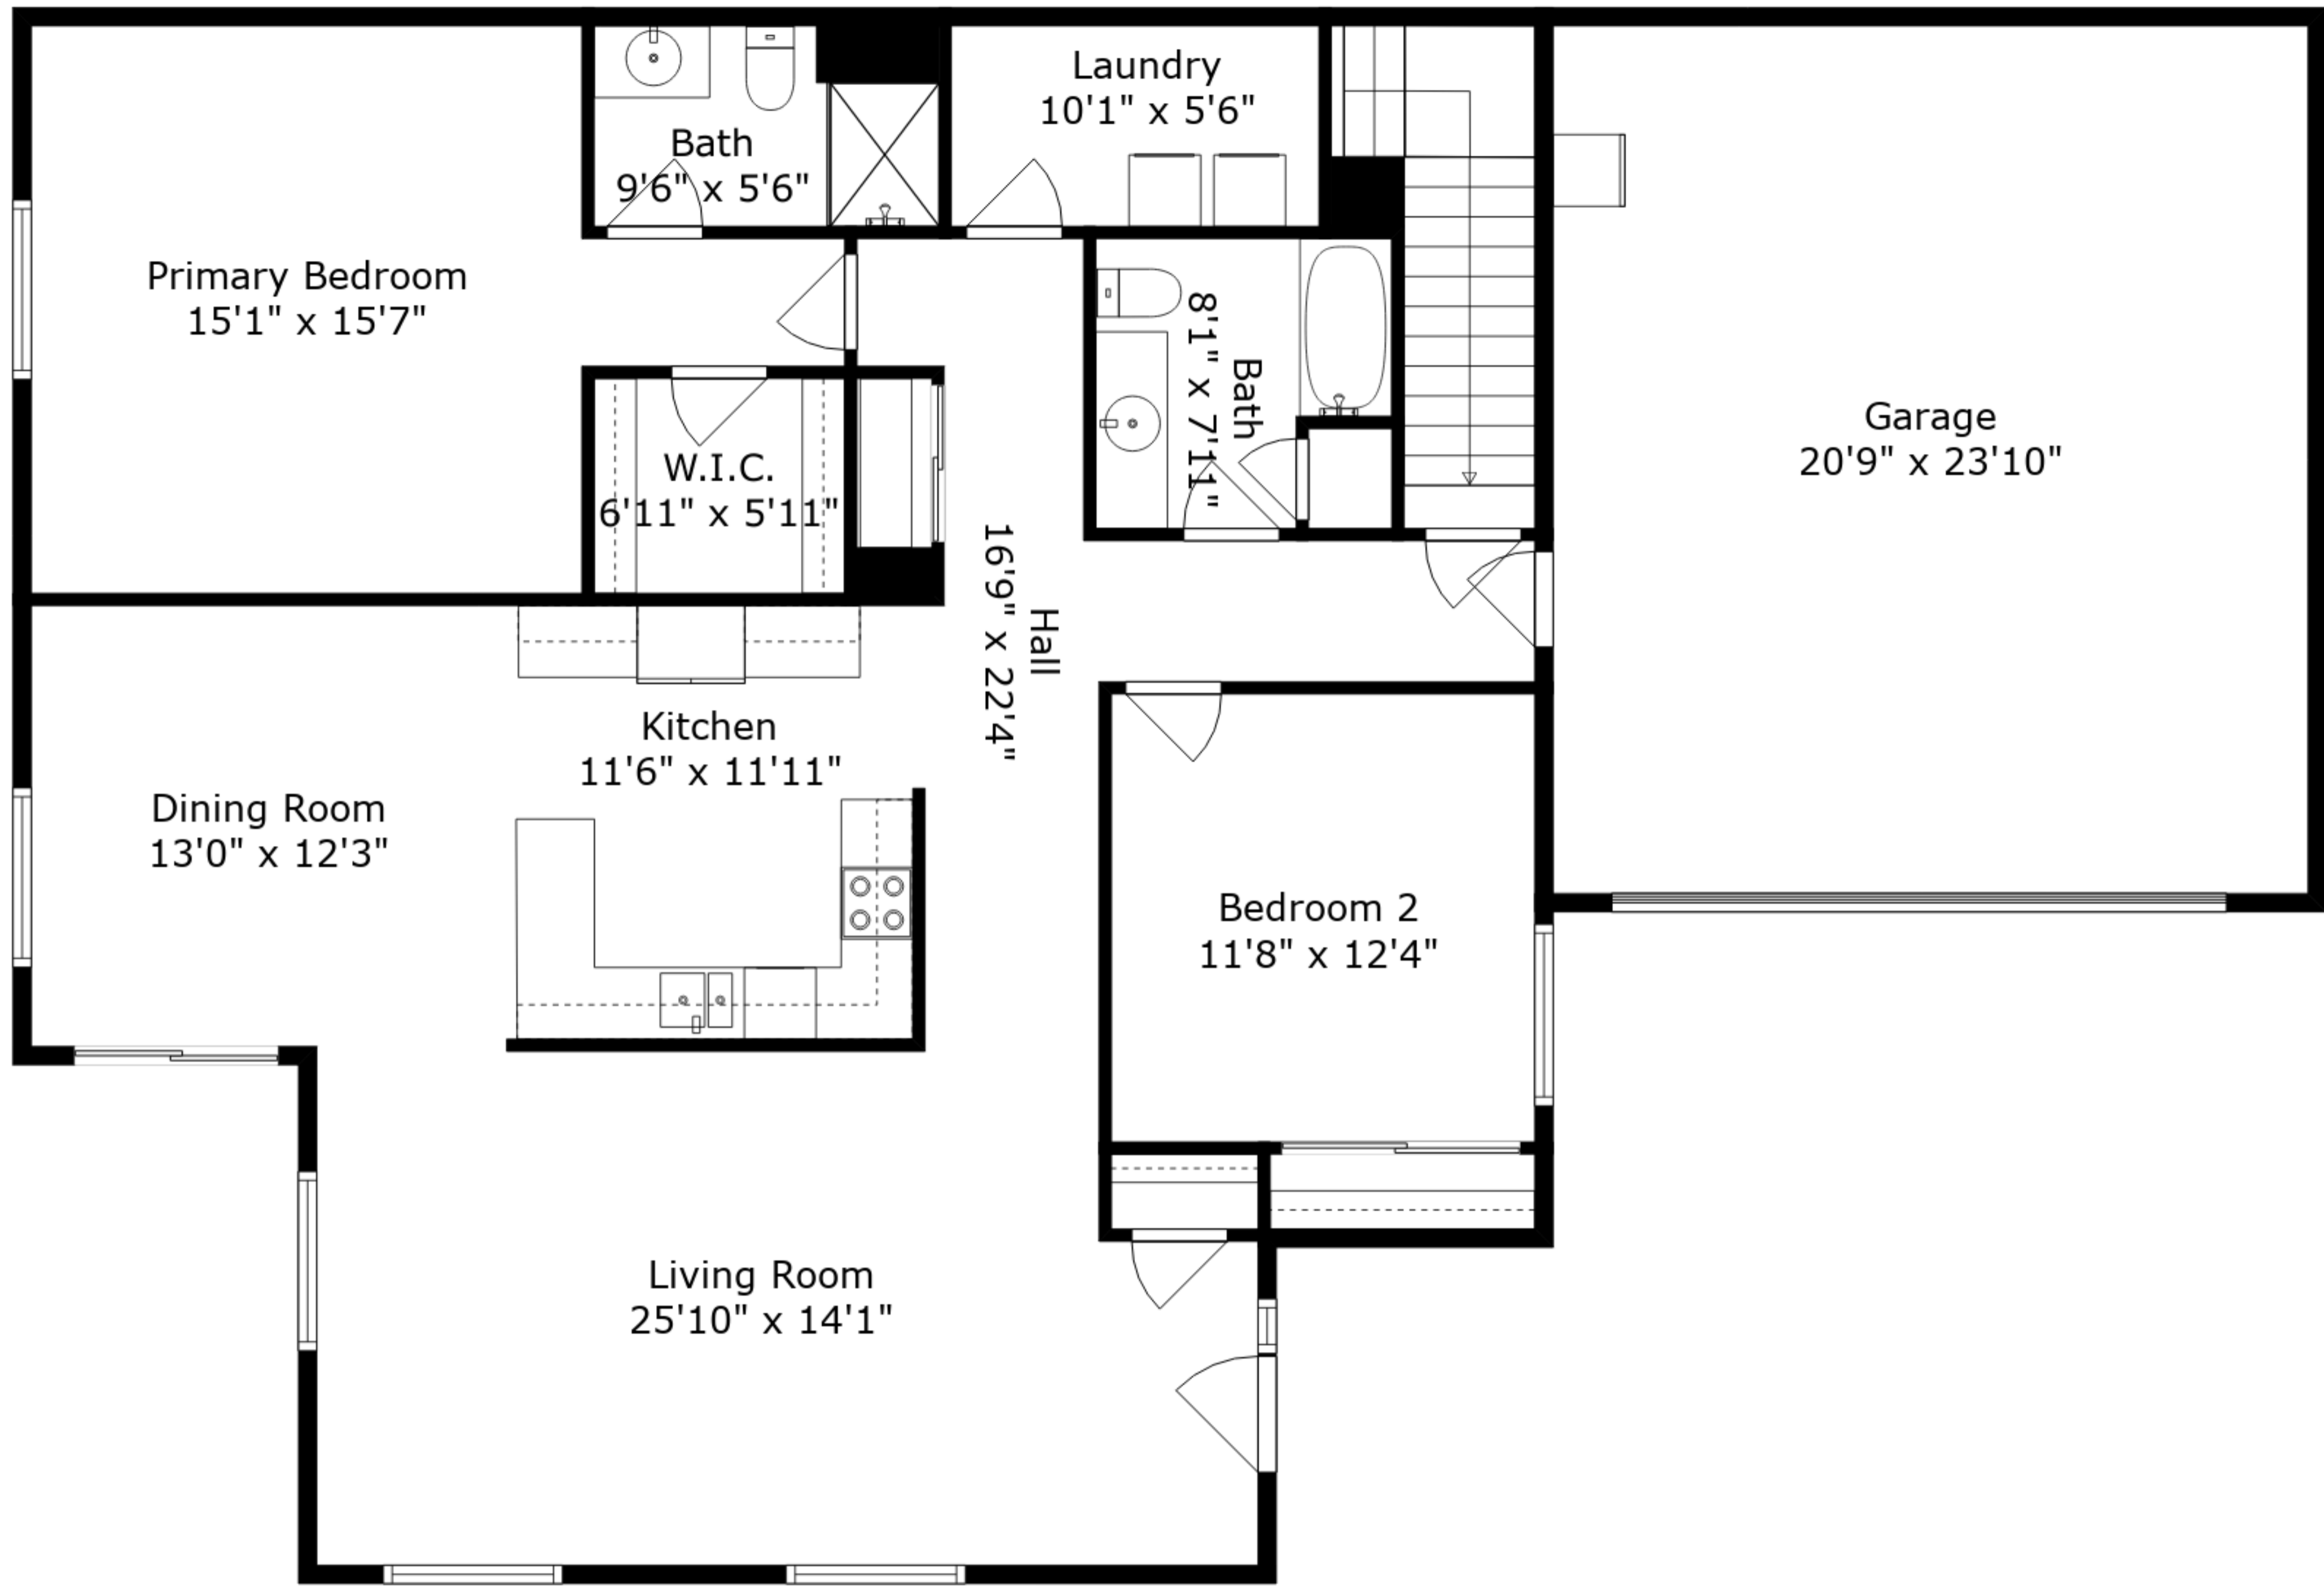 Laundry
10'1" x 5'6"
Bath
9'6" x 5'6"
Primary Bedroom
15'1" x 15'7"
Bath
8'1" x 7'11"
Garage
20'9" x 23'10"
W.I.C.
6'11" x 5'11"
Hall
16'9" x 22'4"
Kitchen
11'6" x 11'11"
Dining Room
13'0" x 12'3"
Bedroom 2
11'8" x 12'4"
Living Room
25'10" x 14'1"